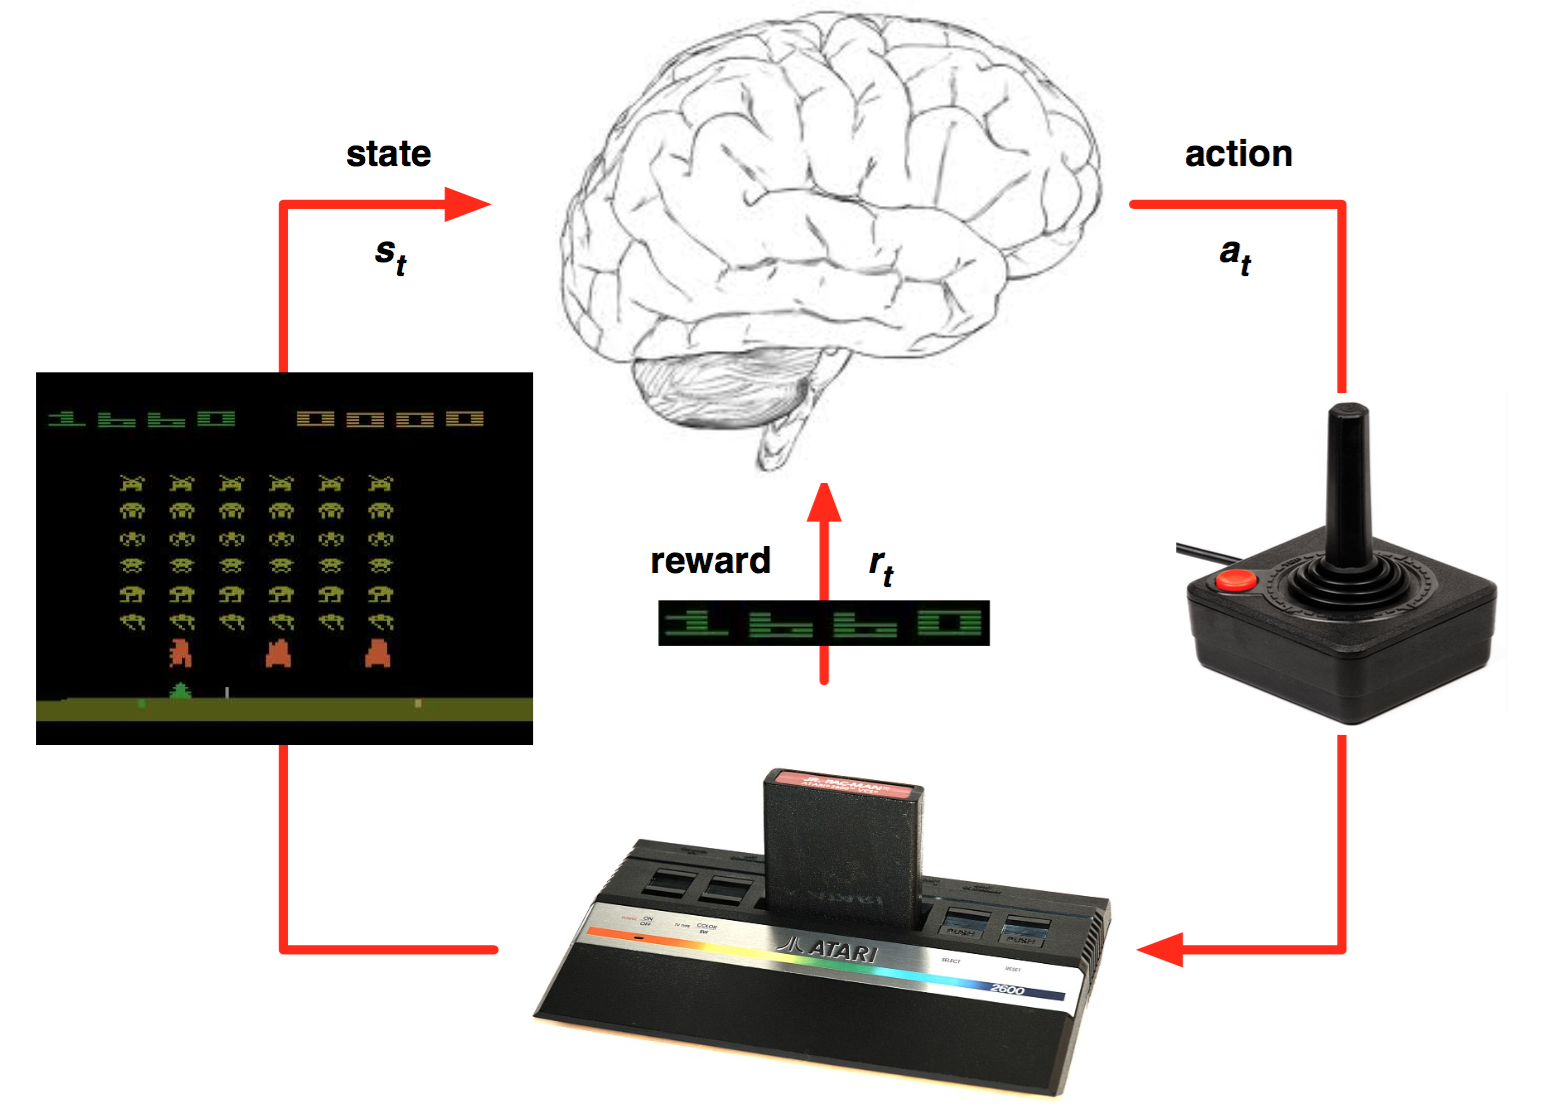 state
action
s_t
a_t
1660 0000
reward
r_t
1660
JR. PAC-MAN
ON
OFF
TV TYPE
COLOR
ATARI
SELECT
RESET
2600